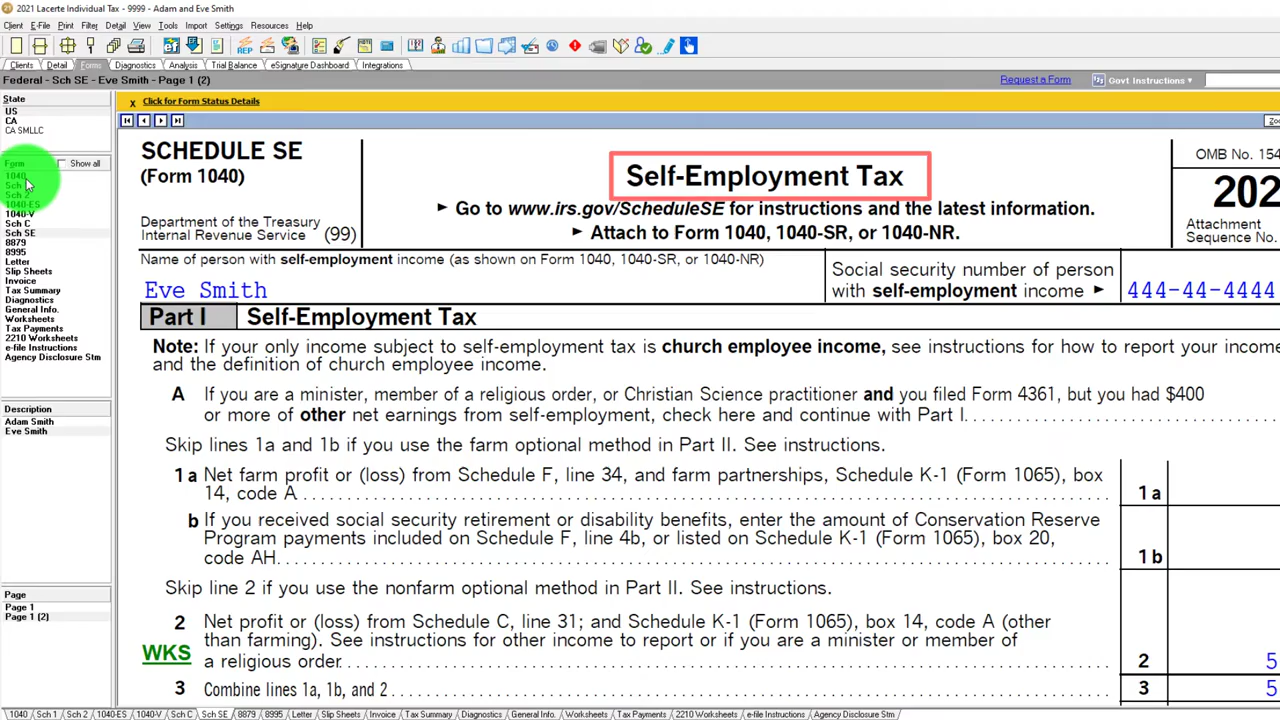 2021 Lacerte Individual Tax - 9999 - Adam and Eve Smith
Client E-File Print Filter Detail View Tools Import Settings Resources Help
Clients Detail Forms Diagnostics Analysis Trial Balance eSignature Dashboard Integrations
Federal - Sch SE - Eve Smith - Page 1 (2)
Request a Form
Govt Instructions
State
US
CA
CA SMLLC
Form
Show all
1040
Sch
Sch 2
1040-ES
1040-V
Sch C
Sch SE
8879
8995
Letter
Slip Sheets
Invoice
Tax Summary
Diagnostics
General Info.
Worksheets
Tax Payments
2210 Worksheets
e-file Instructions
Agency Disclosure Stm
Description
Adam Smith
Eve Smith
Page
Page 1
Page 1 (2)
x Click for Form Status Details
Zoo
SCHEDULE SE
(Form 1040)
Department of the Treasury
Internal Revenue Service (99)
Self-Employment Tax
► Go to www.irs.gov/ScheduleSE for instructions and the latest information.
► Attach to Form 1040, 1040-SR, or 1040-NR.
OMB No. 154
202
Attachment
Sequence No.
Name of person with self-employment income (as shown on Form 1040, 1040-SR, or 1040-NR)
Eve Smith
Social security number of person
with self-employment income ►
444-44-4444
Part I Self-Employment Tax
Note: If your only income subject to self-employment tax is church employee income, see instructions for how to report your income
and the definition of church employee income.
A If you are a minister, member of a religious order, or Christian Science practitioner and you filed Form 4361, but you had $400
or more of other net earnings from self-employment, check here and continue with Part I.
Skip lines 1a and 1b if you use the farm optional method in Part II. See instructions.
1a Net farm profit or (loss) from Schedule F, line 34, and farm partnerships, Schedule K-1 (Form 1065), box
14, code A 1a
b If you received social security retirement or disability benefits, enter the amount of Conservation Reserve
Program payments included on Schedule F, line 4b, or listed on Schedule K-1 (Form 1065), box 20,
code AH. 1b
Skip line 2 if you use the nonfarm optional method in Part II. See instructions.
2 Net profit or (loss) from Schedule C, line 31; and Schedule K-1 (Form 1065), box 14, code A (other
than farming). See instructions for other income to report or if you are a minister or member of
WKS a religious order 2 5
3 Combine lines 1a, 1b, and 2 3 5
1040 Sch 1 Sch 2 1040-ES 1040-V Sch C Sch SE 8879 8995 Letter Slip Sheets Invoice Tax Summary Diagnostics General Info. Worksheets Tax Payments 2210 Worksheets e-file Instructions Agency Disclosure Stm